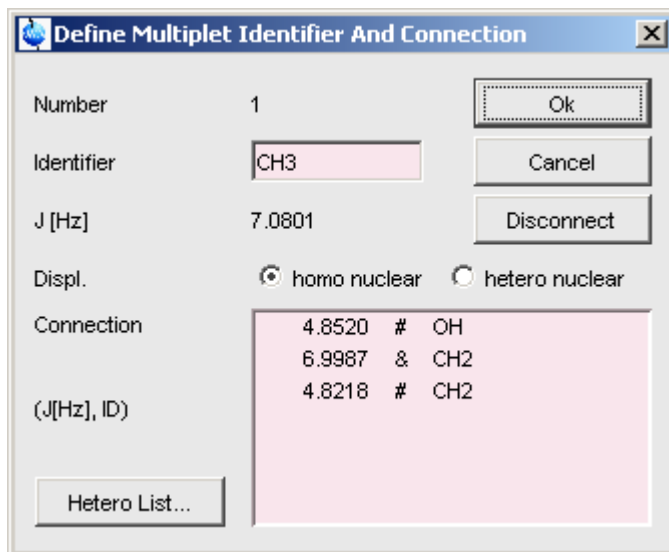 Define Multiplet Identifier And Connection
Number 1 Ok
Identifier CH3 Cancel
J [Hz] 7.0801 Disconnect
Displ. homo nuclear hetero nuclear
Connection 4.8520 # OH
6.9987 & CH2
4.8218 # CH2
(J[Hz], ID)
Hetero List...